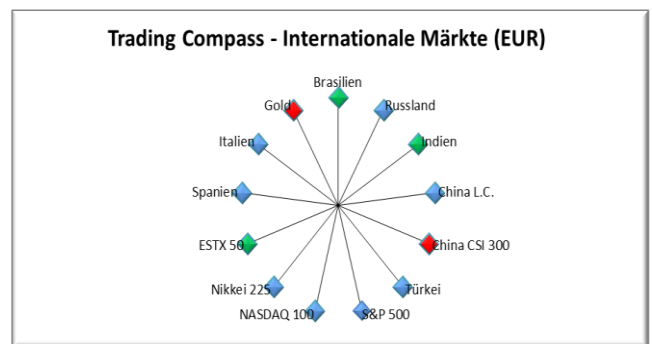 Trading Compass - Internationale Märkte (EUR)
Brasilien
Gold
Russland
Italien
Indien
Spanien
China L.C.
ESTX 50
China CSI 300
Nikkei 225
Türkei
NASDAQ 100
S&P 500